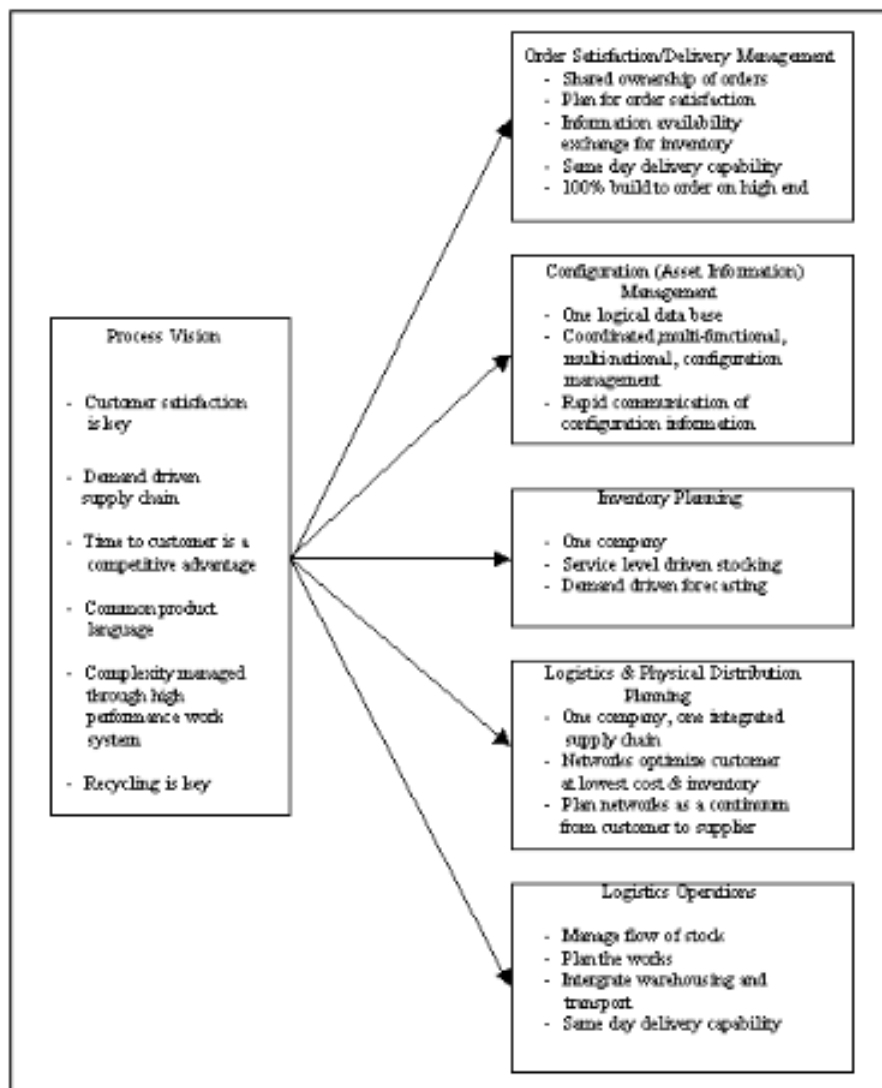 Process Vision
- Customer satisfaction
is key
- Demand driven
supply chain
- Time to customer is a
competitive advantage
- Common product
language
- Complexity managed
through high
performance work
system
- Recycling is key
Order Satisfaction/Delivery Management
- Shared ownership of orders
- Plan for order satisfaction
- Information availability
exchange for inventory
- Same day delivery capability
- 100% build to order on high end
Configuration (Asset Information)
Management
- One logical data base
- Coordinated,multi-functional,
multi-national, configuration
management
- Rapid communication of
configuration information
Inventory Planning
- One company
- Service level driven stocking
- Demand driven forecasting
Logistics & Physical Distribution
Planning
- One company, one integrated
supply chain
- Networks optimize customer
at lowest cost & inventory
- Plan networks as a continuum
from customer to supplier
Logistics Operations
- Manage flow of stock
- Plan the works
- Intergrate warehousing and
transport
- Same day delivery capability